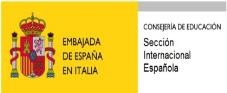 EMBAJADA
DE ESPAÑA
EN ITALIA
CONSEJERÍA DE EDUCACIÓN
Sección
Internacional
Española